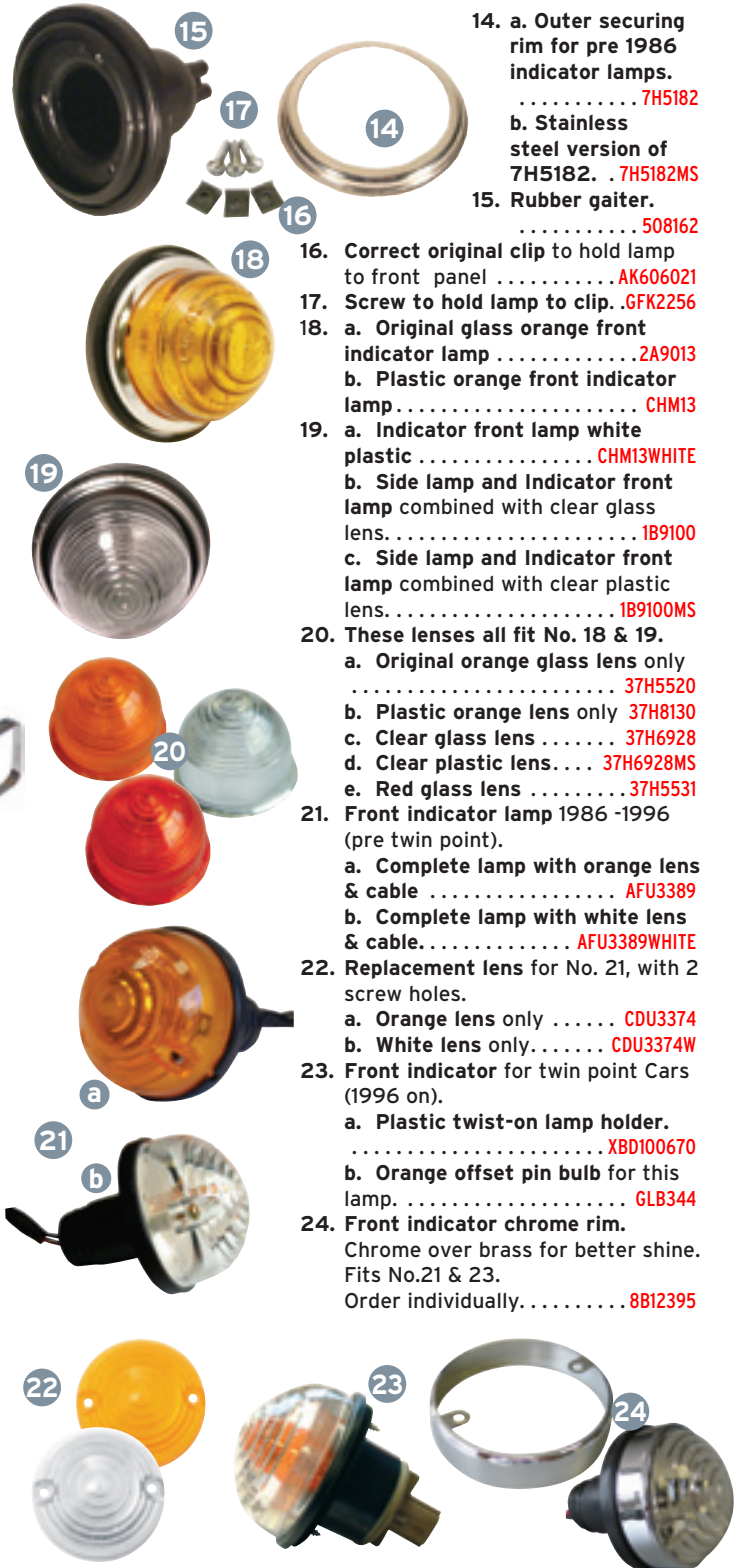 15
17
14
16
14. a. Outer securing
rim for pre 1986
indicator lamps.
........... 7H5182
b. Stainless
steel version of
7H5182. . 7H5182MS
15. Rubber gaiter.
........... 508162
16. Correct original clip to hold lamp
to front panel ........... AK606021
17. Screw to hold lamp to clip. .GFK2256
18
18. a. Original glass orange front
indicator lamp .............2A9013
b. Plastic orange front indicator
lamp...................... CHM13
19
19. a. Indicator front lamp white
plastic ................ CHM13WHITE
b. Side lamp and Indicator front
lamp combined with clear glass
lens....................... 1B9100
c. Side lamp and Indicator front
lamp combined with clear plastic
lens..................... 1B9100MS
20. These lenses all fit No. 18 & 19.
a. Original orange glass lens only
........................ 37H5520
b. Plastic orange lens only 37H8130
20
c. Clear glass lens ....... 37H6928
d. Clear plastic lens.... 37H6928MS
e. Red glass lens ......... 37H5531
21. Front indicator lamp 1986 -1996
(pre twin point).
a. Complete lamp with orange lens
& cable .................. AFU3389
b. Complete lamp with white lens
& cable.............. AFU3389WHITE
22. Replacement lens for No. 21, with 2
screw holes.
a. Orange lens only ...... CDU3374
b. White lens only....... CDU3374W
23. Front indicator for twin point Cars
(1996 on).
a
a. Plastic twist-on lamp holder.
....................... XBD100670
21
b
b. Orange offset pin bulb for this
lamp. ..................... GLB344
24. Front indicator chrome rim.
Chrome over brass for better shine.
Fits No.21 & 23.
Order individually.......... 8B12395
22
23
24